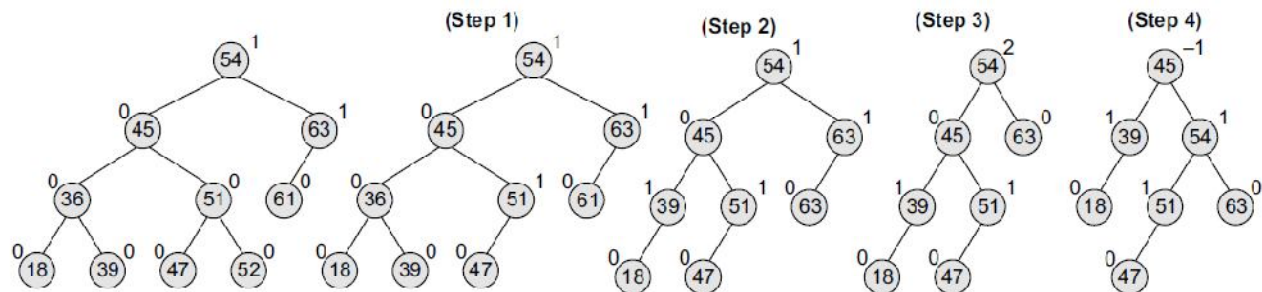 (Step 1) (Step 2) (Step 3) (Step 4)
54 1 54 1 54 1 54 2 45 –1
0 45 63 1 0 45 63 1 0 45 63 1 0 45 63 0 1 39 54 1
0 36 51 0 61 0 0 36 51 1 0 61 1 39 51 1 0 63 1 39 51 1 0 18 1 51 63 0
0 18 39 0 0 47 52 0 0 18 39 0 0 47 0 18 0 47 0 18 0 47 0 47